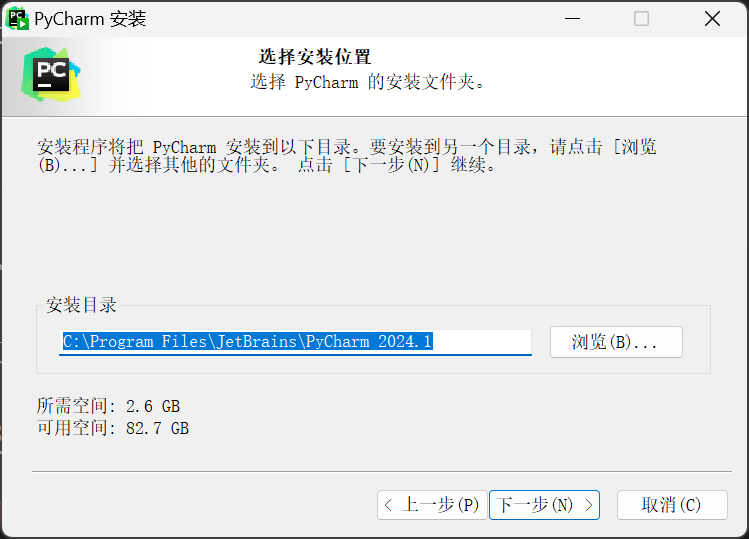 PyCharm 安装
PC
选择安装位置
选择 PyCharm 的安装文件夹。
安装程序将把 PyCharm 安装到以下目录。要安装到另一个目录，请点击 [浏览
(B)...] 并选择其他的文件夹。 点击 [下一步(N)] 继续。
安装目录
C:\Program Files\JetBrains\PyCharm 2024.1
浏览(B)...
所需空间: 2.6 GB
可用空间: 82.7 GB
< 上一步(P)
下一步(N) >
取消(C)